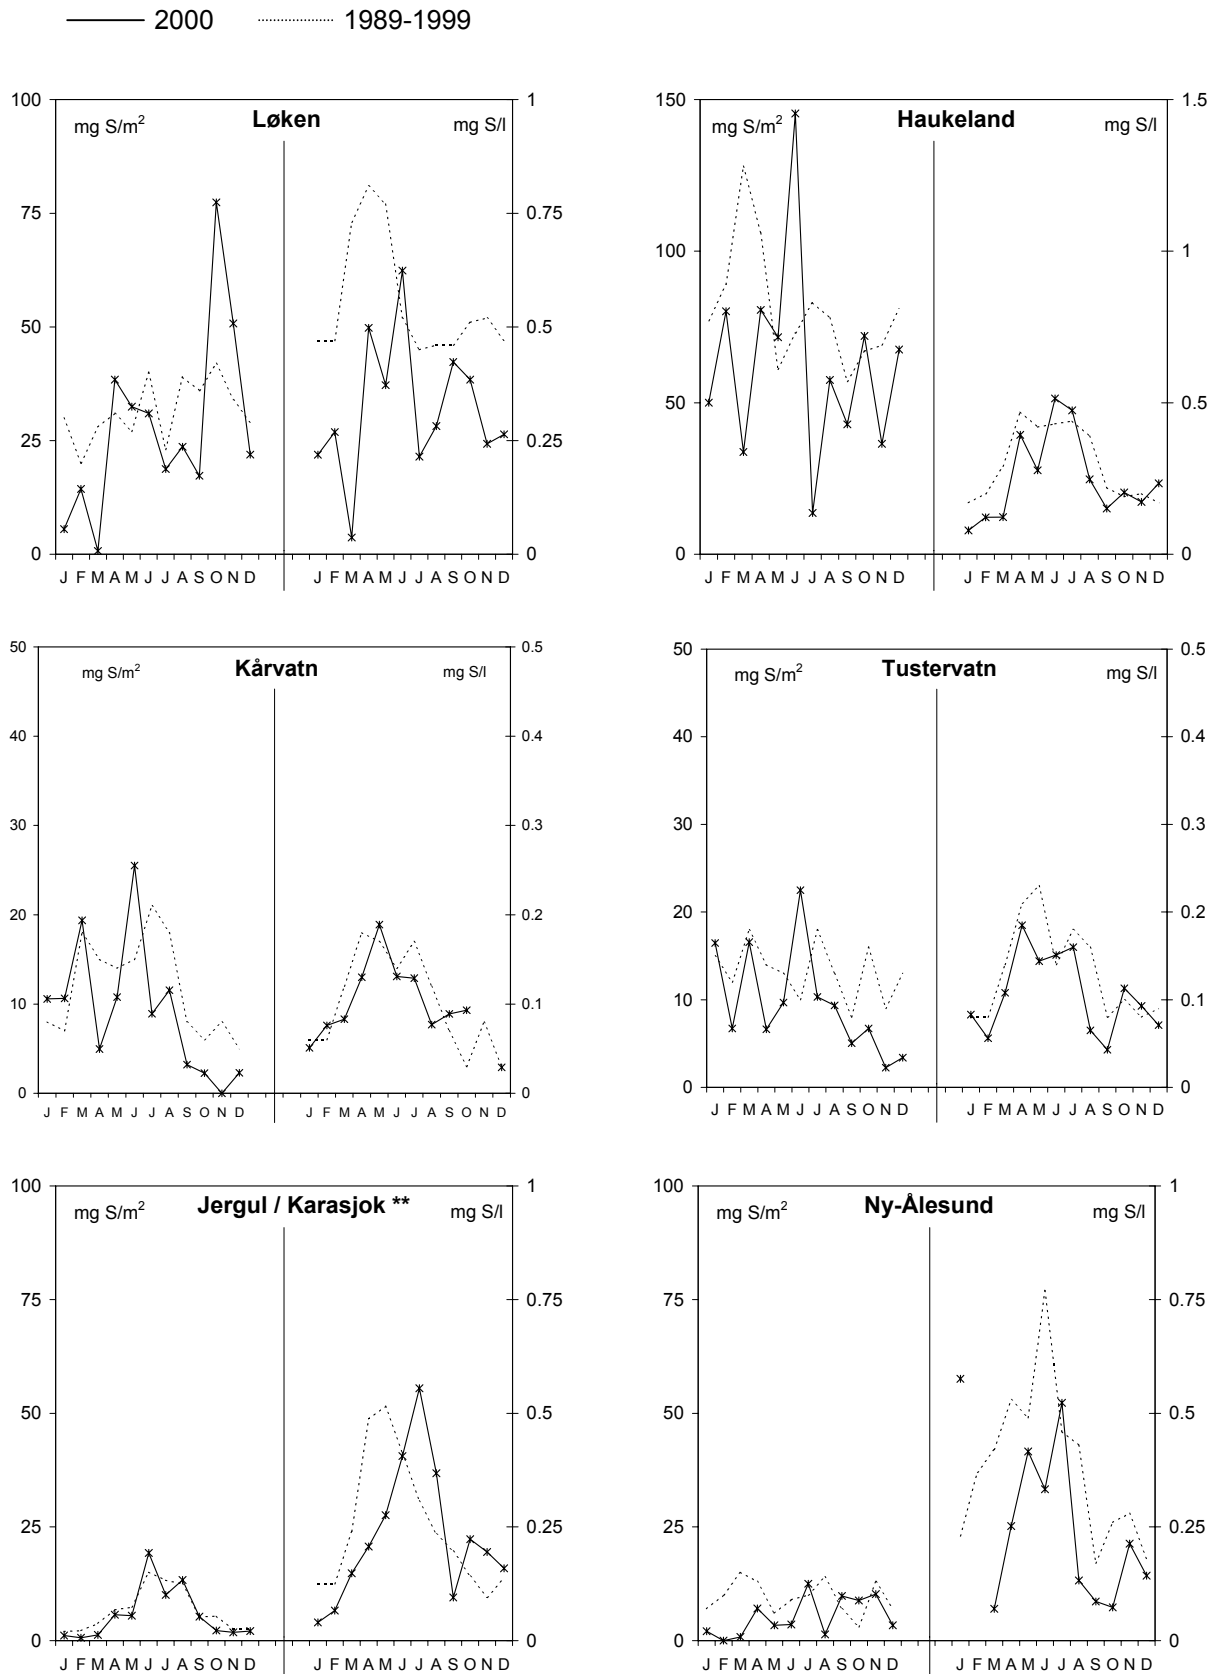 2000 1989-1999
Løken
mg S/m² mg S/l
100 1
75 0.75
50 0.5
25 0.25
0 0
J F M A M J J A S O N D J F M A M J J A S O N D
Haukeland
mg S/m² mg S/l
150 1.5
100 1
50 0.5
0 0
J F M A M J J A S O N D J F M A M J J A S O N D
Kårvatn
mg S/m² mg S/l
50 0.5
40 0.4
30 0.3
20 0.2
10 0.1
0 0
J F M A M J J A S O N D J F M A M J J A S O N D
Tustervatn
mg S/m² mg S/l
50 0.5
40 0.4
30 0.3
20 0.2
10 0.1
0 0
J F M A M J J A S O N D J F M A M J J A S O N D
Jergul / Karasjok **
mg S/m² mg S/l
100 1
75 0.75
50 0.5
25 0.25
0 0
J F M A M J J A S O N D J F M A M J J A S O N D
Ny-Ålesund
mg S/m² mg S/l
100 1
75 0.75
50 0.5
25 0.25
0 0
J F M A M J J A S O N D J F M A M J J A S O N D